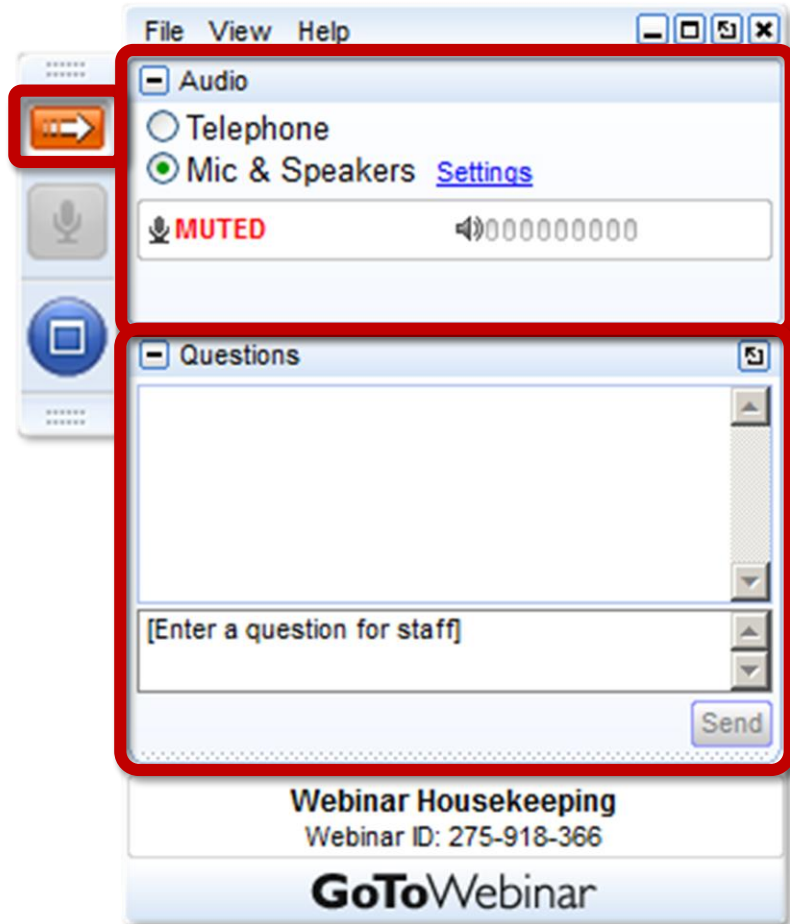 File View Help
Audio
Telephone
Mic & Speakers Settings
MUTED
Questions
[Enter a question for staff]
Send
Webinar Housekeeping
Webinar ID: 275-918-366
GoToWebinar